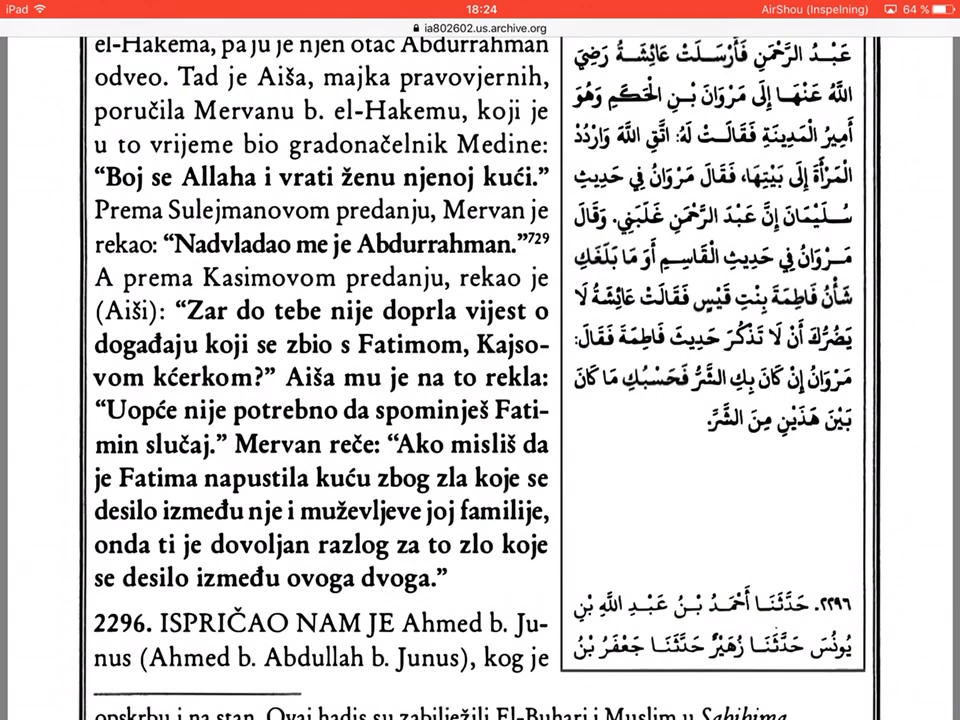 iPad
18:24
AirShou (Inspelning)
64 %
ia802602.us.archive.org
el-Hakema, pa ju je njen otac Abdurrahman
odveo. Tad je Aiša, majka pravovjernih,
poručila Mervanu b. el-Hakemu, koji je
u to vrijeme bio gradonačelnik Medine:
“Boj se Allaha i vrati ženu njenoj kući.”
Prema Sulejmanovom predanju, Mervan je
rekao: “Nadvladao me je Abdurrahman.”729
A prema Kasimovom predanju, rekao je
(Aiši): “Zar do tebe nije doprla vijest o
događaju koji se zbio s Fatimom, Kajso-
vom kćerkom?” Aiša mu je na to rekla:
“Uopće nije potrebno da spominješ Fati-
min slučaj.” Mervan reče: “Ako misliš da
je Fatima napustila kuću zbog zla koje se
desilo između nje i muževljeve joj familije,
onda ti je dovoljan razlog za to zlo koje
se desilo između ovoga dvoga.”
2296. ISPRIČAO NAM JE Ahmed b. Ju-
nus (Ahmed b. Abdullah b. Junus), kog je
عَبْدُ الرَّحْمَنِ فَأَرْسَلَتْ عَائِشَةُ رَضِيَ
اللَّهُ عَنْهَا إِلَى مَرْوَانَ بْنِ الْحَكَمِ وَهُوَ
أَمِيرُ الْمَدِينَةِ فَقَالَتْ لَهُ: اتَّقِ اللَّهَ وَارْدُدْ
الْمَرْأَةَ إِلَى بَيْتِهَا، فَقَالَ مَرْوَانُ فِي حَدِيثِ
سُلَيْمَانَ إِنَّ عَبْدَ الرَّحْمَنِ غَلَبَنِي. وَقَالَ
مَرْوَانُ فِي حَدِيثِ الْقَاسِمِ أَوَ مَا بَلَغَكِ
شَأْنُ فَاطِمَةَ بِنْتِ قَيْسٍ فَقَالَتْ عَائِشَةُ لَا
يَضُرُّكَ أَنْ لَا تَذْكُرَ حَدِيثَ فَاطِمَةَ فَقَالَ:
مَرْوَانُ إِنْ كَانَ بِكِ الشَّرُّ فَحَسْبُكِ مَا كَانَ
بَيْنَ هَذَيْنِ مِنَ الشَّرِّ.
٢٢٩٦. حَدَّثَنَا أَحْمَدُ بْنُ عَبْدِ اللَّهِ بْنِ
يُونُسَ حَدَّثَنَا زُهَيْرٌ حَدَّثَنَا جَعْفَرُ بْنُ
opskrbu i na stan. Ovaj hadis su zabilježili El-Buhari i Muslim u Sahihima